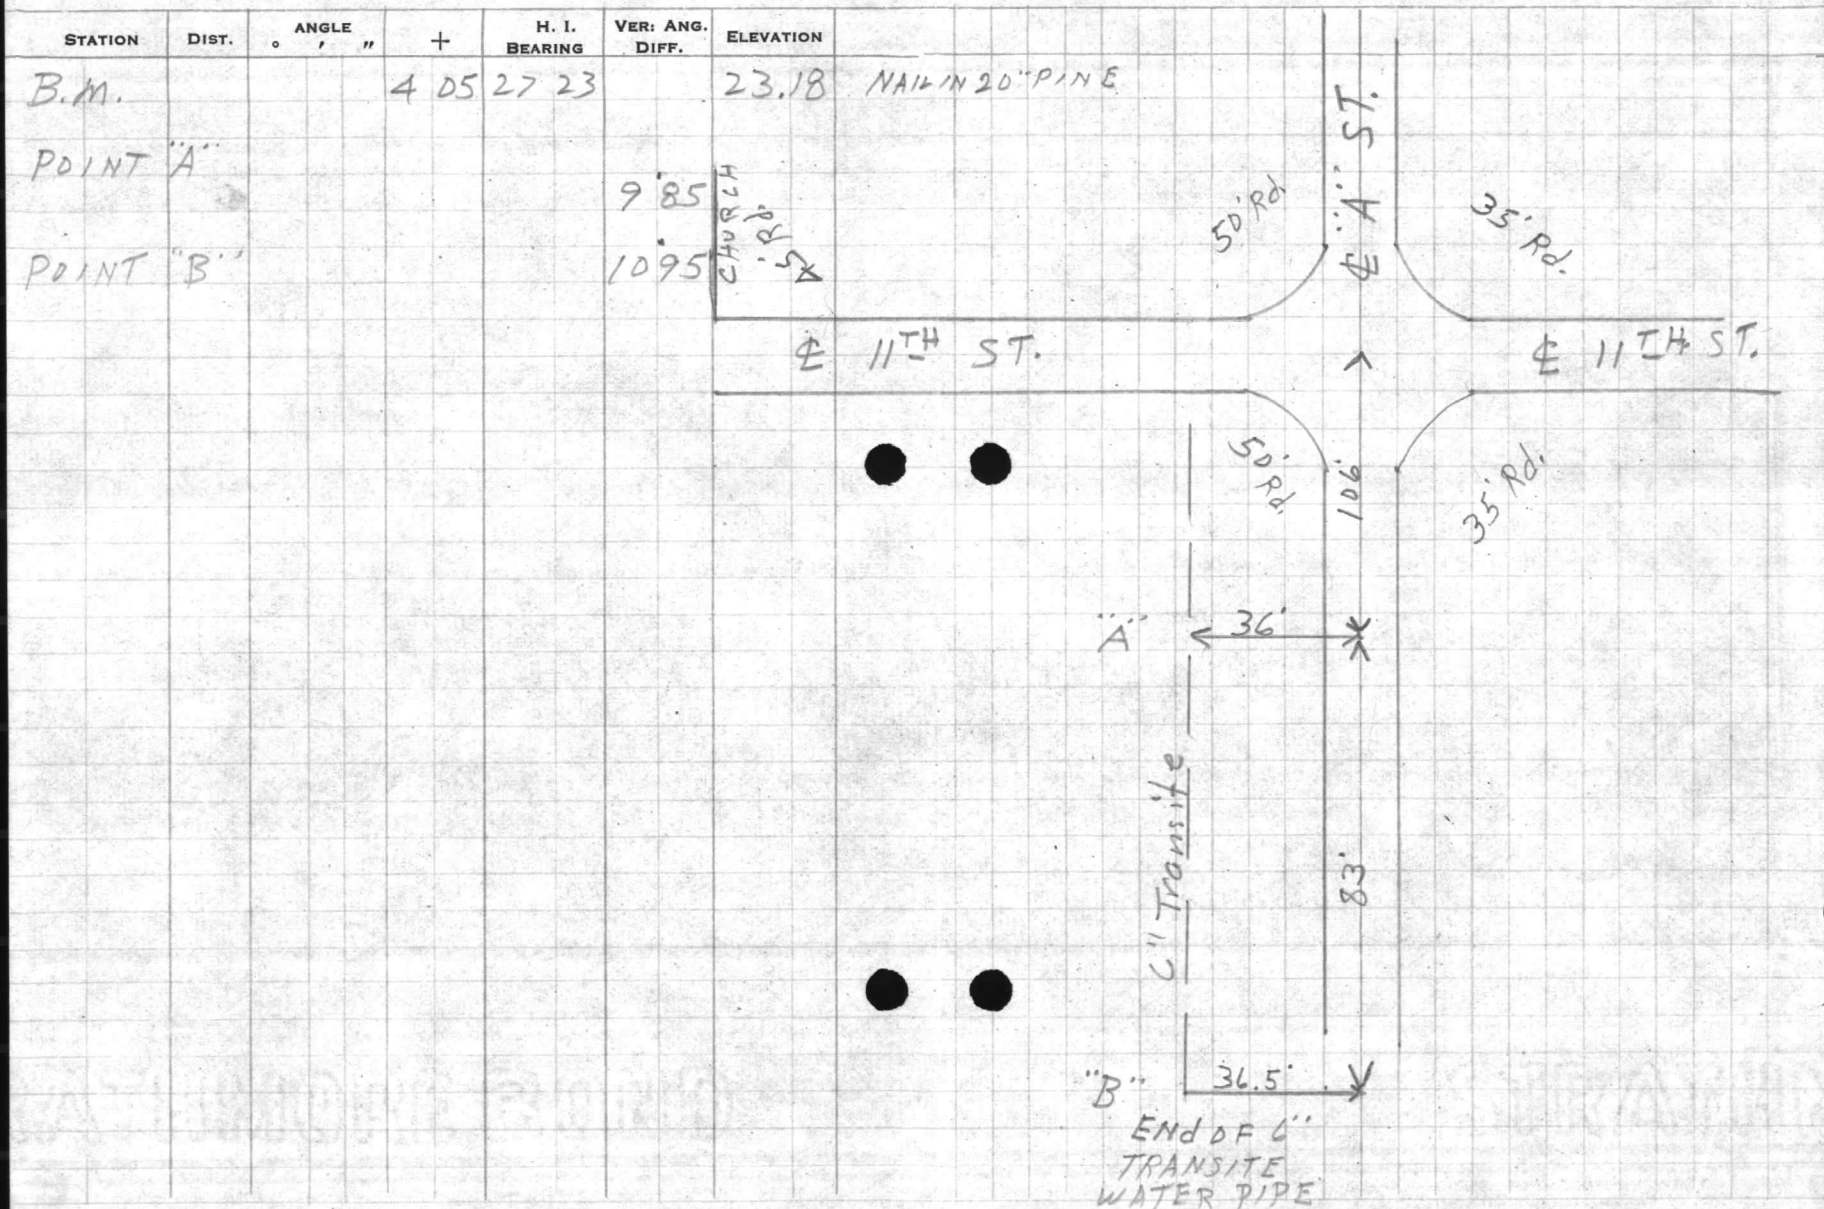 STATION DIST. ANGLE ° ' " + H. I. BEARING VER: ANG. DIFF. ELEVATION
B.M. 4 05 27 23 23.18 NAIL IN 20" PINE
POINT "A"
9.85
POINT "B"
10.95
CHURCH
Rd.
℄ "A" ST.
50' Rd.
35' Rd.
℄ 11TH ST.
℄ 11TH ST.
50' Rd.
106'
35' Rd.
"A" 36'
6" Transite
83'
"B" 36.5'
END OF 6"
TRANSITE
WATER PIPE